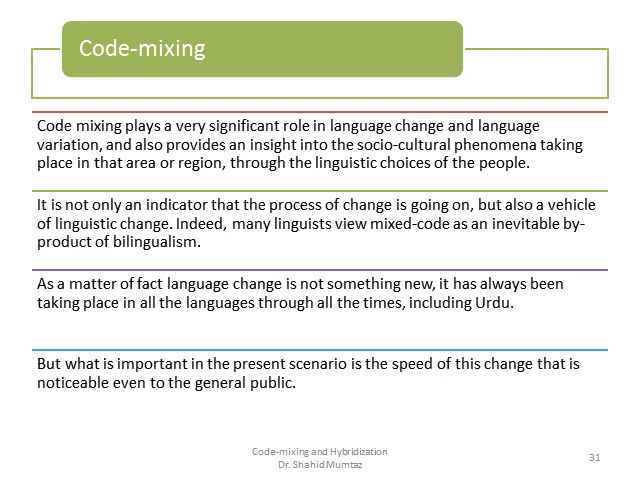 Code-mixing
Code mixing plays a very significant role in language change and language
variation, and also provides an insight into the socio-cultural phenomena taking
place in that area or region, through the linguistic choices of the people.
It is not only an indicator that the process of change is going on, but also a vehicle
of linguistic change. Indeed, many linguists view mixed-code as an inevitable by-
product of bilingualism.
As a matter of fact language change is not something new, it has always been
taking place in all the languages through all the times, including Urdu.
But what is important in the present scenario is the speed of this change that is
noticeable even to the general public.
Code-mixing and Hybridization
Dr. Shahid Mumtaz
31